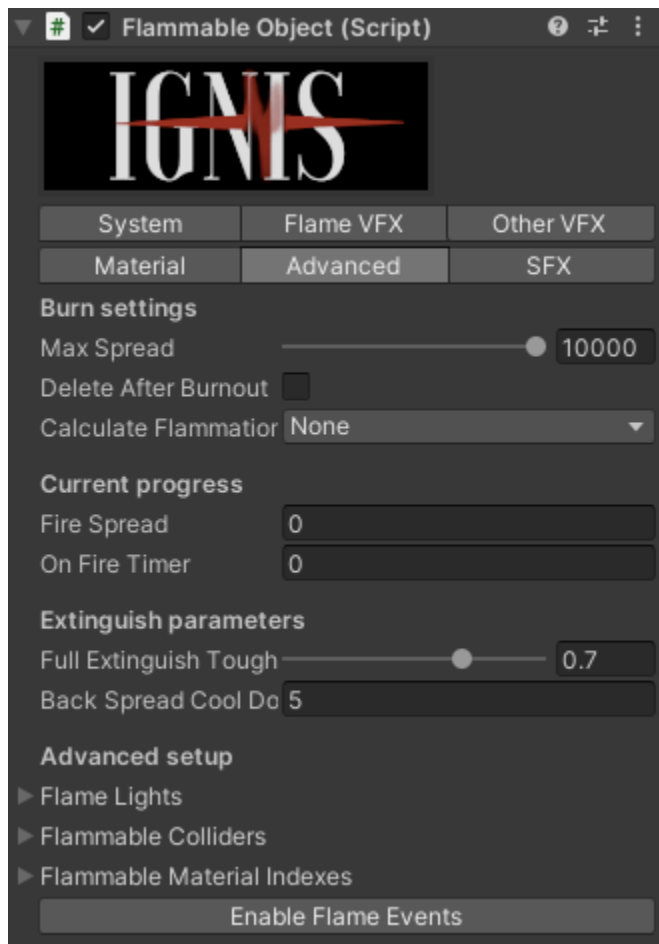 # Flammable Object (Script)
IGNIS
System Flame VFX Other VFX
Material Advanced SFX
Burn settings
Max Spread 10000
Delete After Burnout
Calculate Flammation None
Current progress
Fire Spread 0
On Fire Timer 0
Extinguish parameters
Full Extinguish Tough 0.7
Back Spread Cool Do 5
Advanced setup
Flame Lights
Flammable Colliders
Flammable Material Indexes
Enable Flame Events